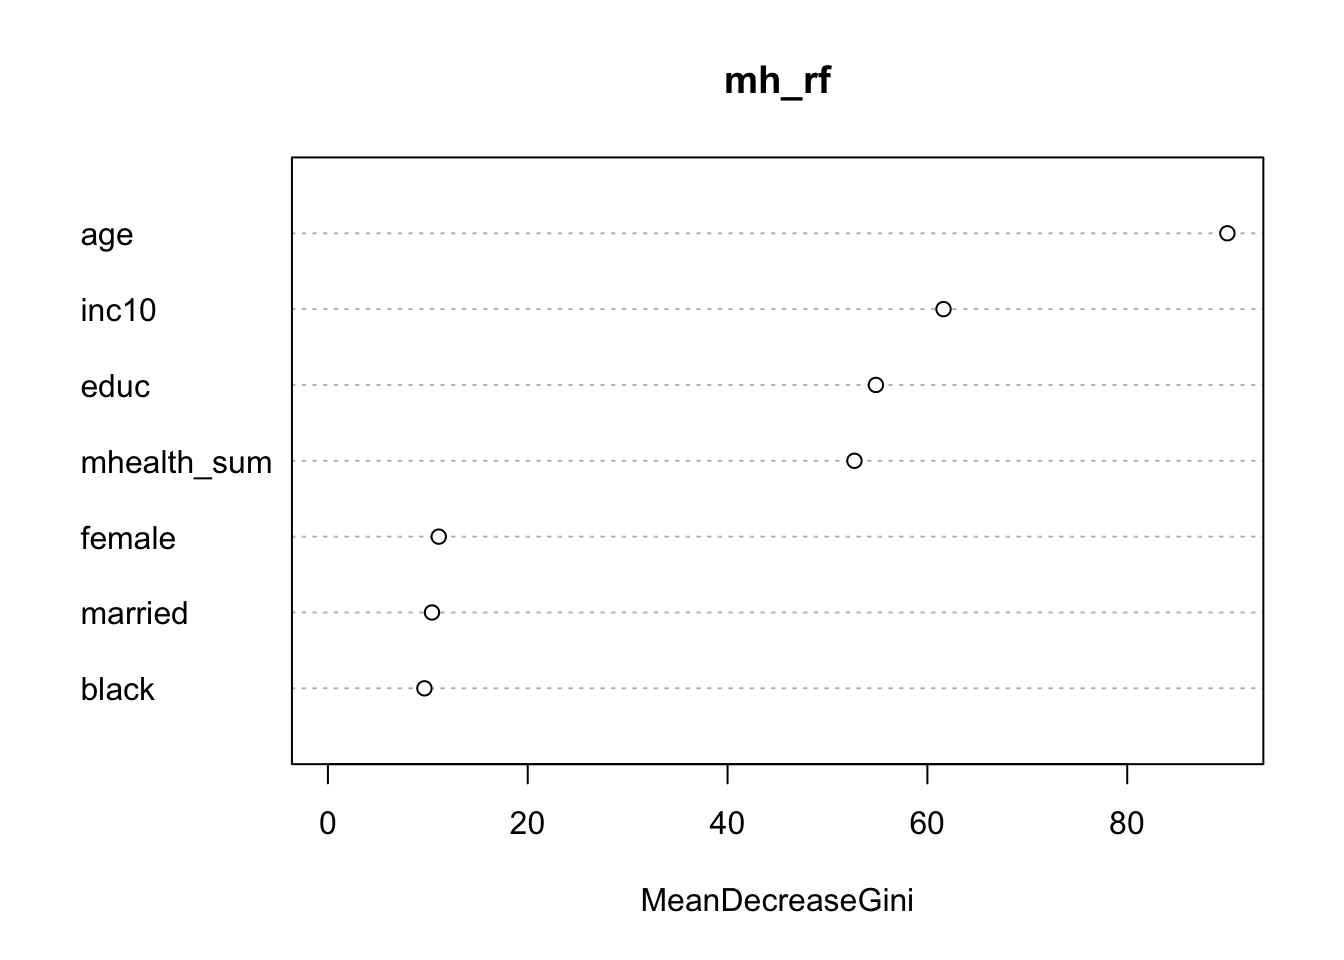 mh_rf
age
inc10
educ
mhealth_sum
female
married
black
0 20 40 60 80
MeanDecreaseGini